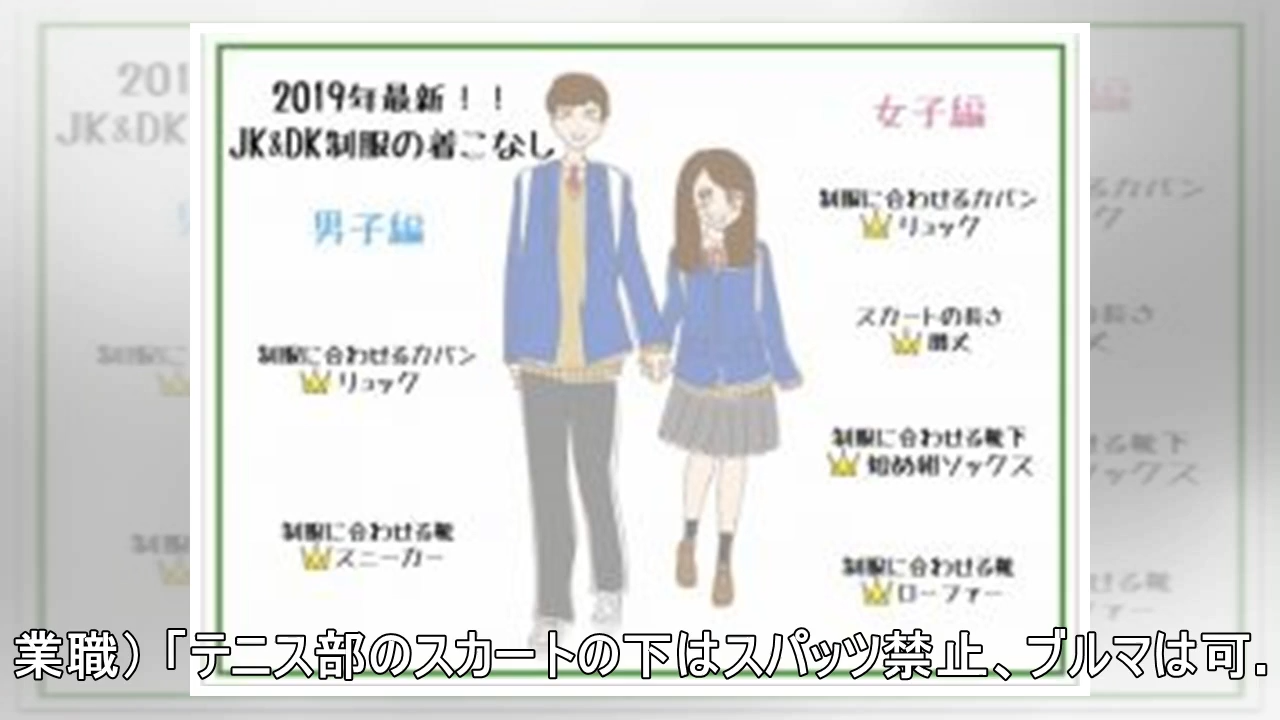 2019年最新！！
JK&DK制服の着こなし
男子編
制服に合わせるカバン
リュック
制服に合わせる靴
スニーカー
女子編
制服に合わせるカバン
リュック
スカートの長さ
膝丈
制服に合わせる靴下
短め紺ソックス
制服に合わせる靴
ローファー
業職）「テニス部のスカートの下はスパッツ禁止、ブルマは可.